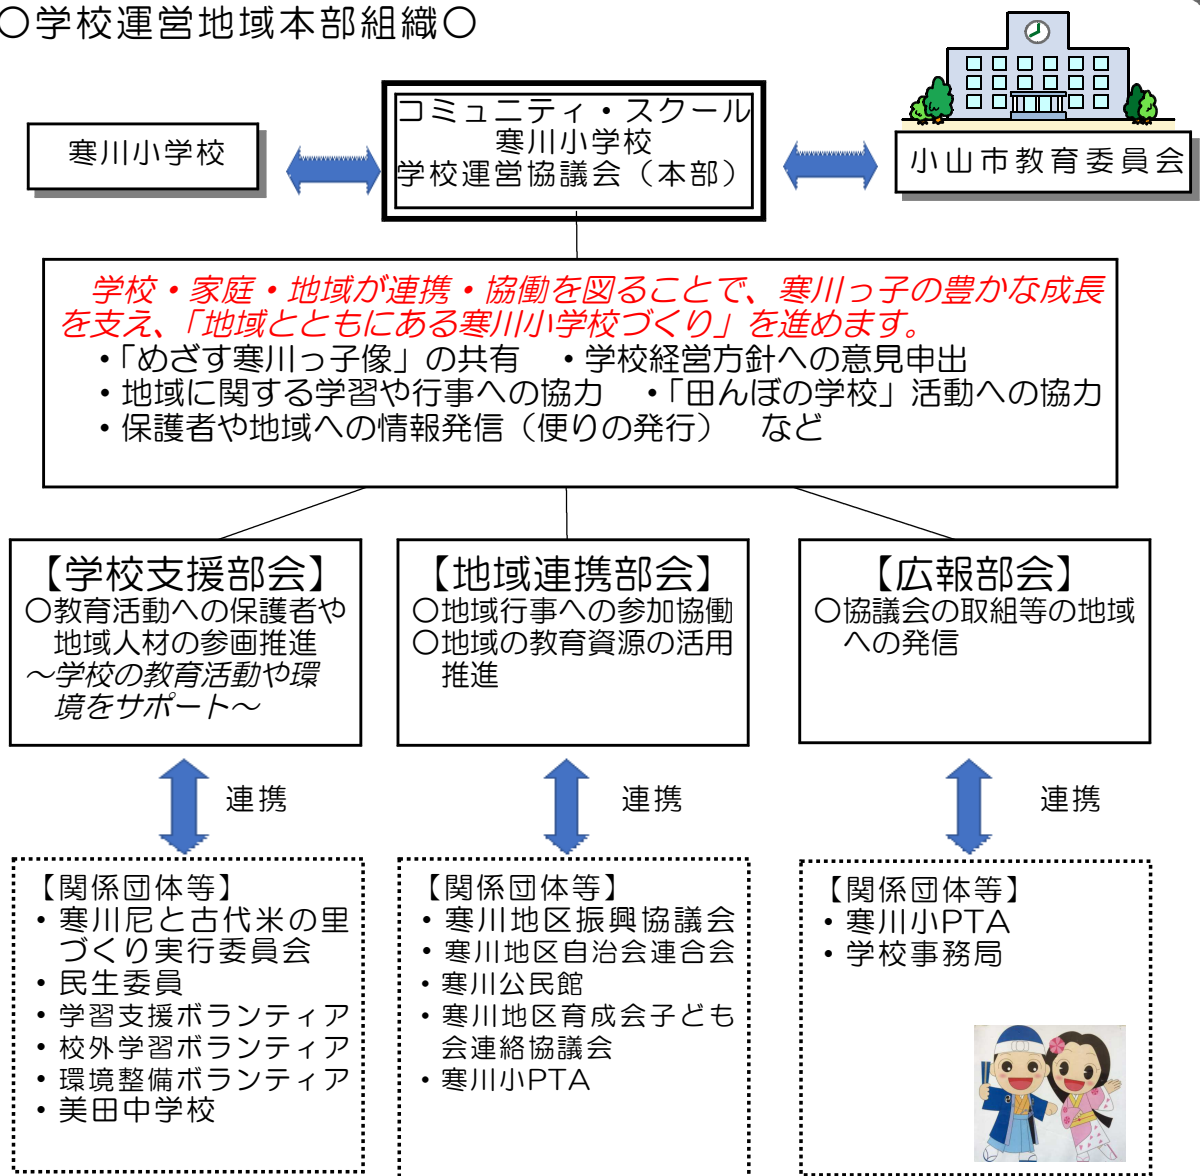 ○学校運営地域本部組織○
寒川小学校
コミュニティ・スクール
寒川小学校
学校運営協議会（本部）
小山市教育委員会
学校・家庭・地域が連携・協働を図ることで、寒川っ子の豊かな成長
を支え、「地域とともにある寒川小学校づくり」を進めます。
・「めざす寒川っ子像」の共有　・学校経営方針への意見申出
・地域に関する学習や行事への協力　・「田んぼの学校」活動への協力
・保護者や地域への情報発信（便りの発行）　など
【学校支援部会】
○教育活動への保護者や
地域人材の参画推進
～学校の教育活動や環
境をサポート～
【地域連携部会】
○地域行事への参加協働
○地域の教育資源の活用
推進
【広報部会】
○協議会の取組等の地域
への発信
連携
連携
連携
【関係団体等】
・寒川尼と古代米の里
づくり実行委員会
・民生委員
・学習支援ボランティア
・校外学習ボランティア
・環境整備ボランティア
・美田中学校
【関係団体等】
・寒川地区振興協議会
・寒川地区自治会連合会
・寒川公民館
・寒川地区育成会子ども
会連絡協議会
・寒川小PTA
【関係団体等】
・寒川小PTA
・学校事務局